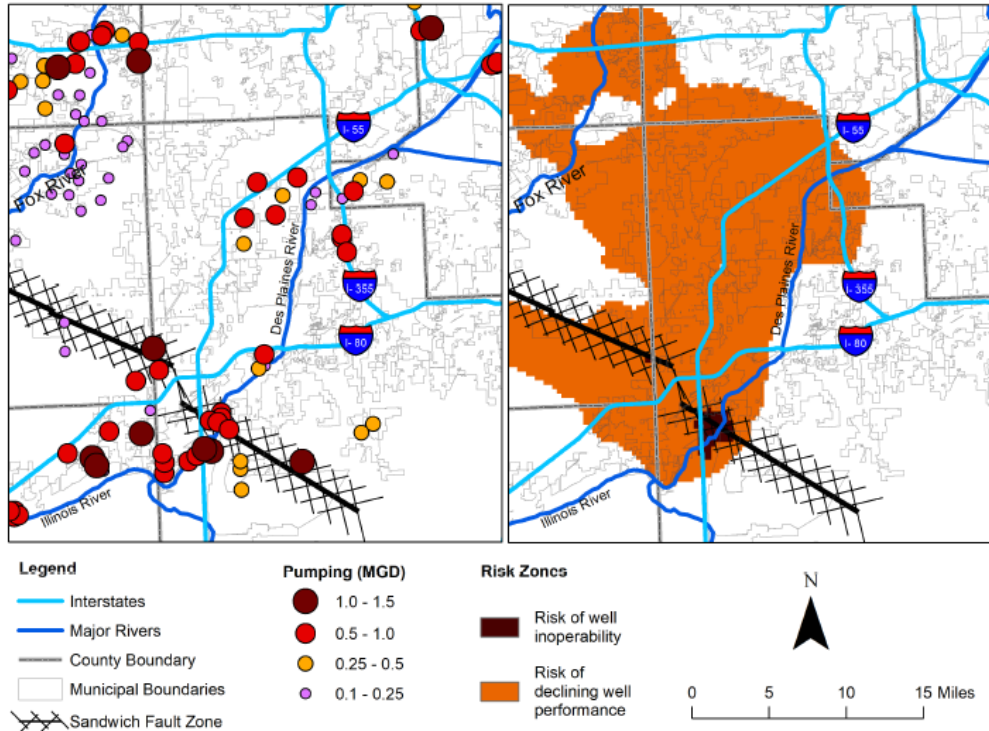 I-55
Fox River
Des Plaines River
I-355
I-80
Illinois River
I-55
Fox River
Des Plaines River
I-355
I-80
Illinois River
Legend
Interstates
Major Rivers
County Boundary
Municipal Boundaries
Sandwich Fault Zone
Pumping (MGD)
1.0 - 1.5
0.5 - 1.0
0.25 - 0.5
0.1 - 0.25
Risk Zones
Risk of well
inoperability
Risk of
declining well
performance
N
0 5 10 15 Miles